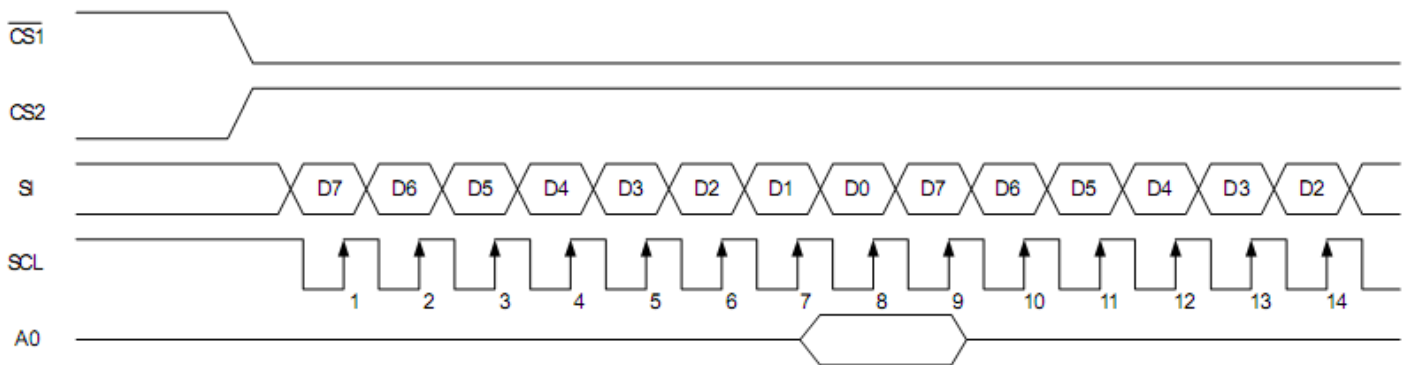 CS1
CS2
SI D7 D6 D5 D4 D3 D2 D1 D0 D7 D6 D5 D4 D3 D2
SCL
1 2 3 4 5 6 7 8 9 10 11 12 13 14
A0